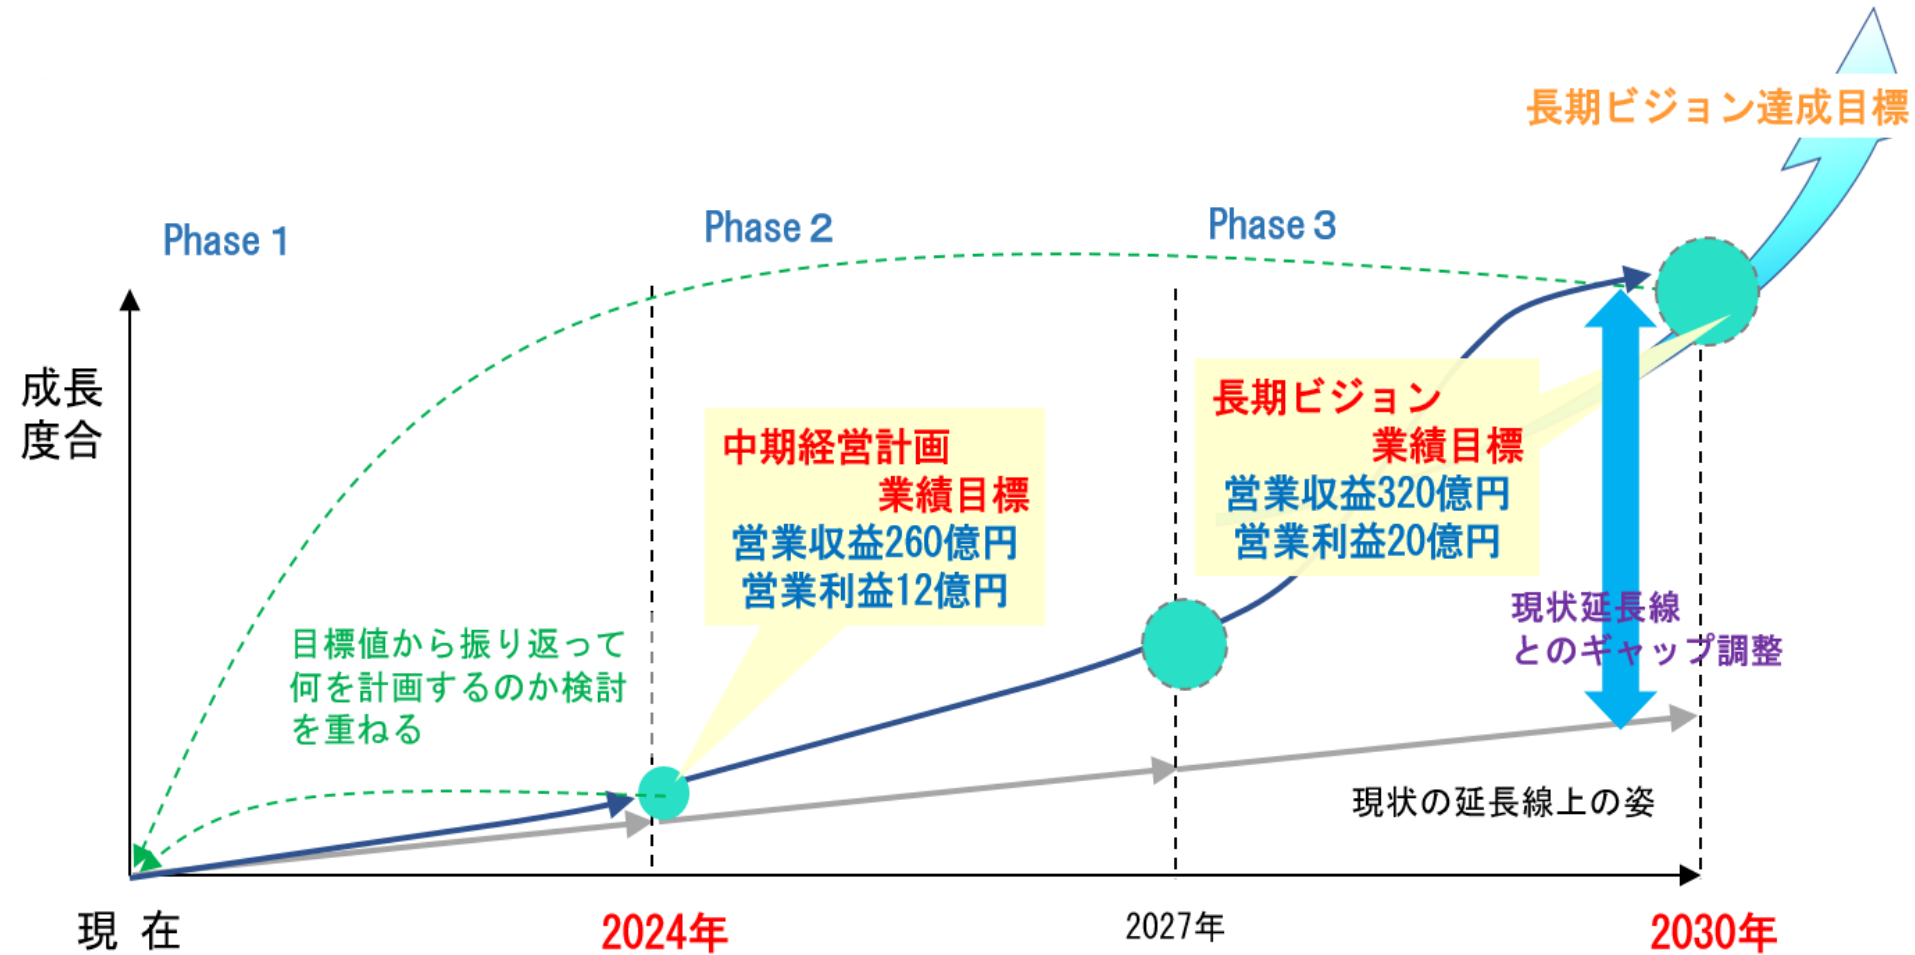 長期ビジョン達成目標
Phase 1
Phase 2
Phase 3
成長
度合
中期経営計画
業績目標
営業収益260億円
営業利益12億円
長期ビジョン
業績目標
営業収益320億円
営業利益20億円
目標値から振り返って
何を計画するのか検討
を重ねる
現状延長線
とのギャップ調整
現状の延長線上の姿
現 在
2024年
2027年
2030年